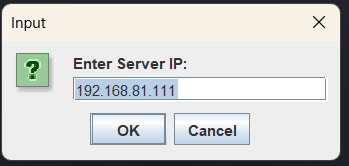 Input
?
Enter Server IP:
192.168.81.111
OK Cancel